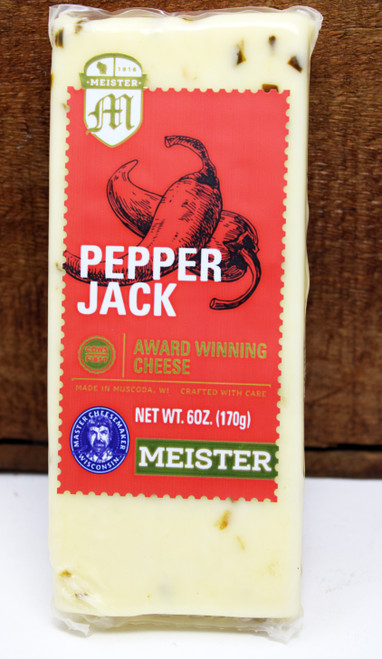 1916
MEISTER
M
PEPPER
JACK
AWARD WINNING
CHEESE
MADE IN MUSCODA, WI CRAFTED WITH CARE
NET WT. 6OZ. (170g)
MASTER CHEESEMAKER
WISCONSIN
MEISTER